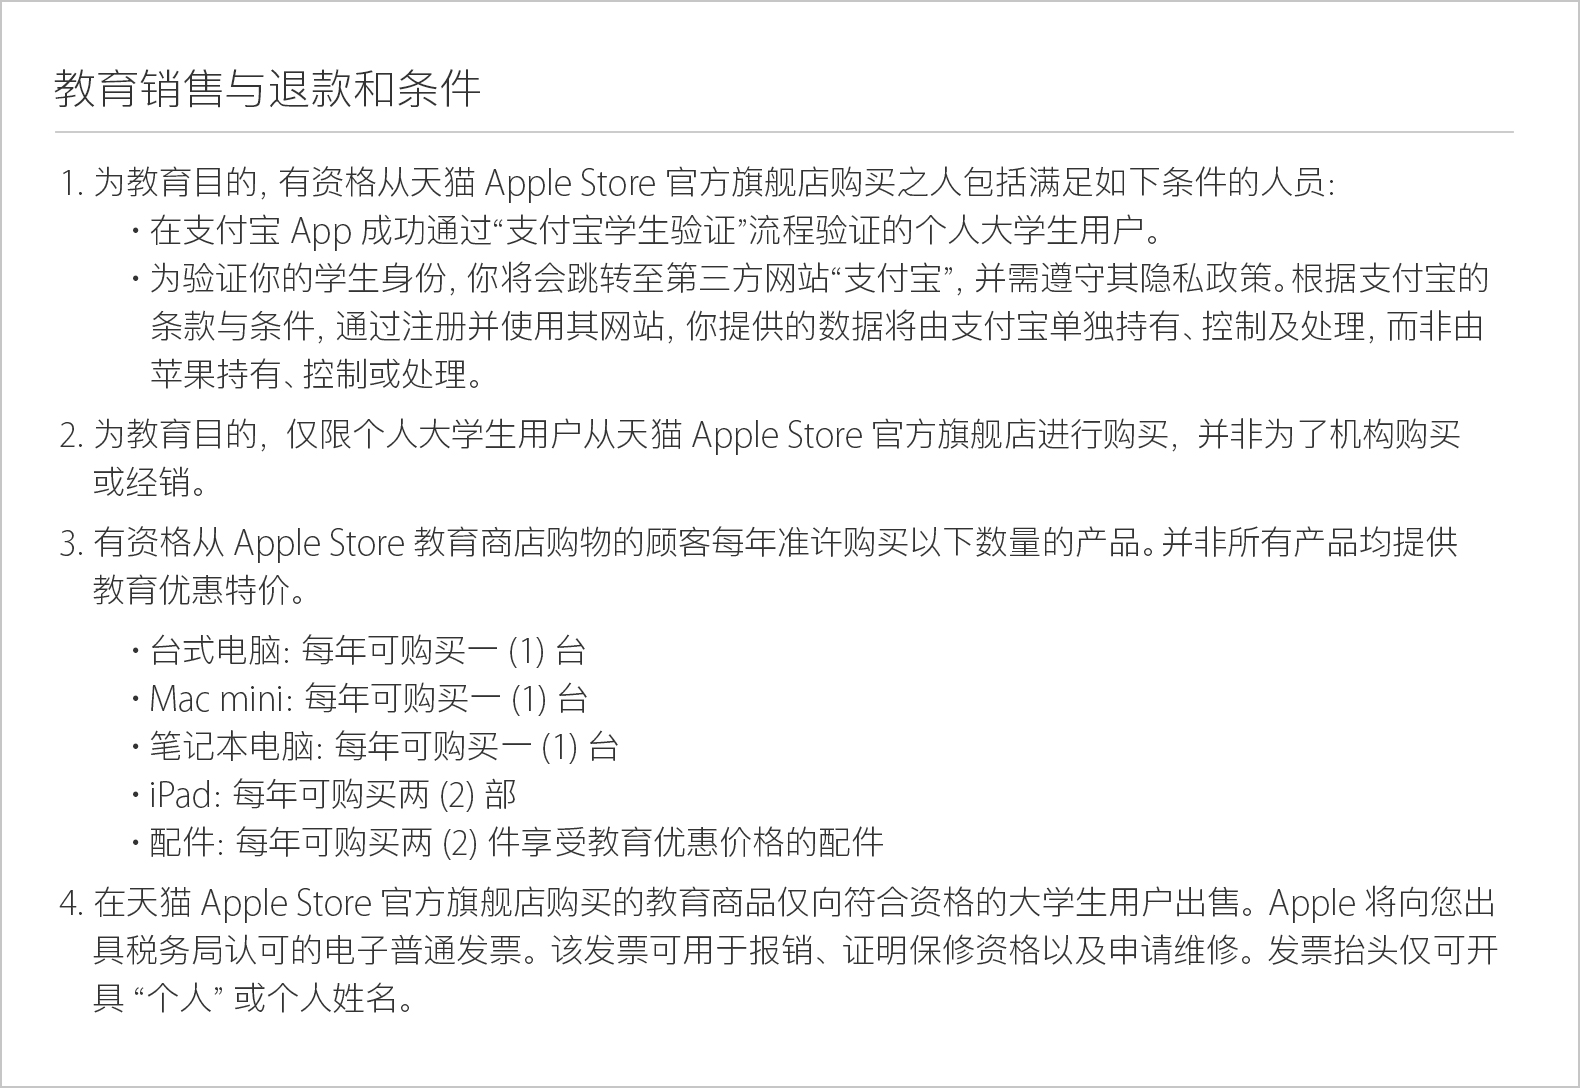 教育销售与退款和条件
1. 为教育目的, 有资格从天猫 Apple Store 官方旗舰店购买之人包括满足如下条件的人员:
• 在支付宝 App 成功通过“支付宝学生验证”流程验证的个人大学生用户。
• 为验证你的学生身份, 你将会跳转至第三方网站“支付宝”, 并需遵守其隐私政策。根据支付宝的
条款与条件, 通过注册并使用其网站, 你提供的数据将由支付宝单独持有、控制及处理, 而非由
苹果持有、控制或处理。
2. 为教育目的, 仅限个人大学生用户从天猫 Apple Store 官方旗舰店进行购买, 并非为了机构购买
或经销。
3. 有资格从 Apple Store 教育商店购物的顾客每年准许购买以下数量的产品。并非所有产品均提供
教育优惠特价。
• 台式电脑: 每年可购买一 (1) 台
• Mac mini: 每年可购买一 (1) 台
• 笔记本电脑: 每年可购买一 (1) 台
• iPad: 每年可购买两 (2) 部
• 配件: 每年可购买两 (2) 件享受教育优惠价格的配件
4. 在天猫 Apple Store 官方旗舰店购买的教育商品仅向符合资格的大学生用户出售。Apple 将向您出
具税务局认可的电子普通发票。该发票可用于报销、证明保修资格以及申请维修。发票抬头仅可开
具 “个人” 或个人姓名。